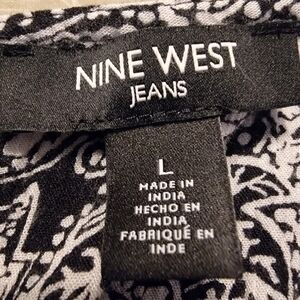 NINE WEST
JEANS
L
MADE IN
INDIA
HECHO EN
INDIA
FABRIQUÉ EN
INDE